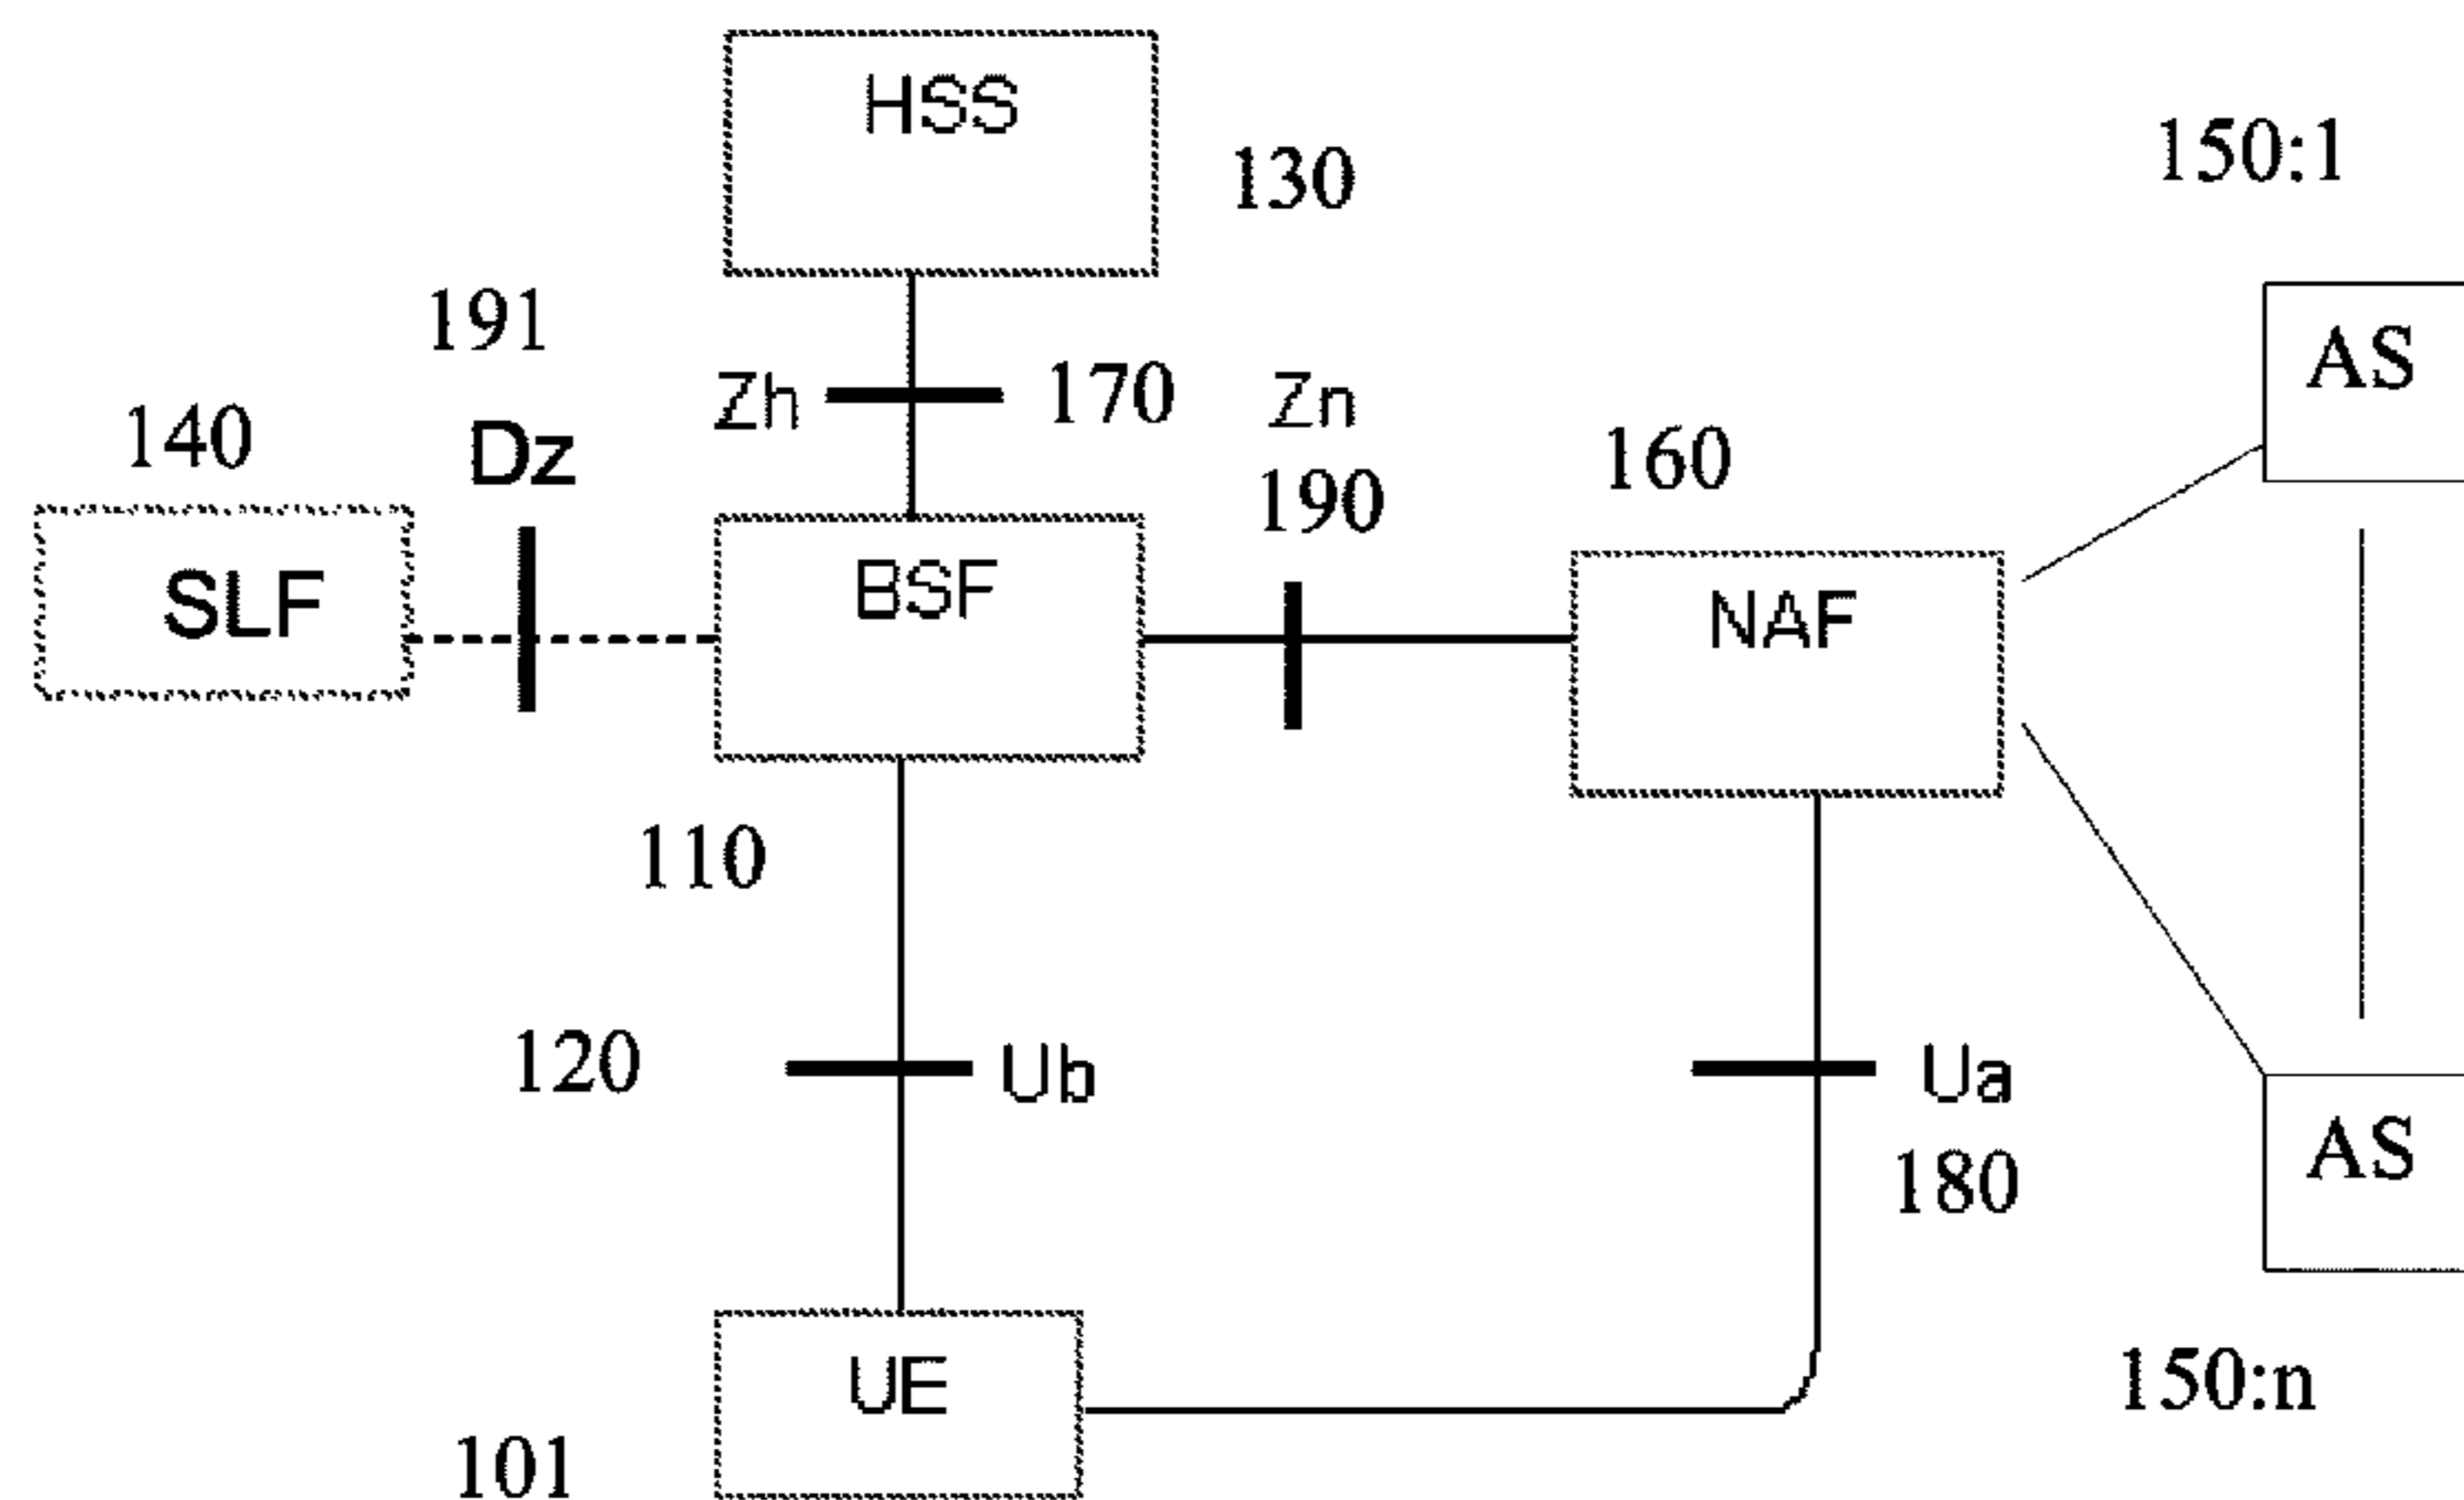 HSS
130
150:1
191
Zh
170
Zn
AS
140
Dz
190
160
SLF
BSF
NAF
110
120
Ub
Ua
AS
180
UE
150:n
101